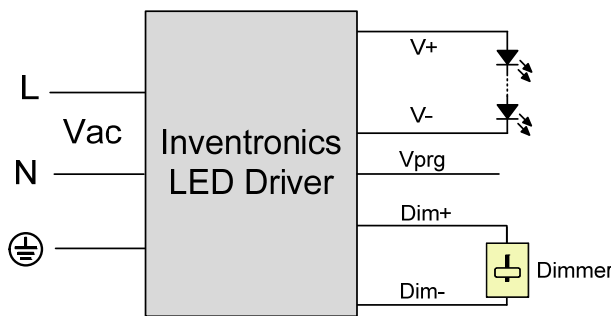 L
Vac
N
Inventronics
LED Driver
V+
V-
Vprg
Dim+
Dimmer
Dim-